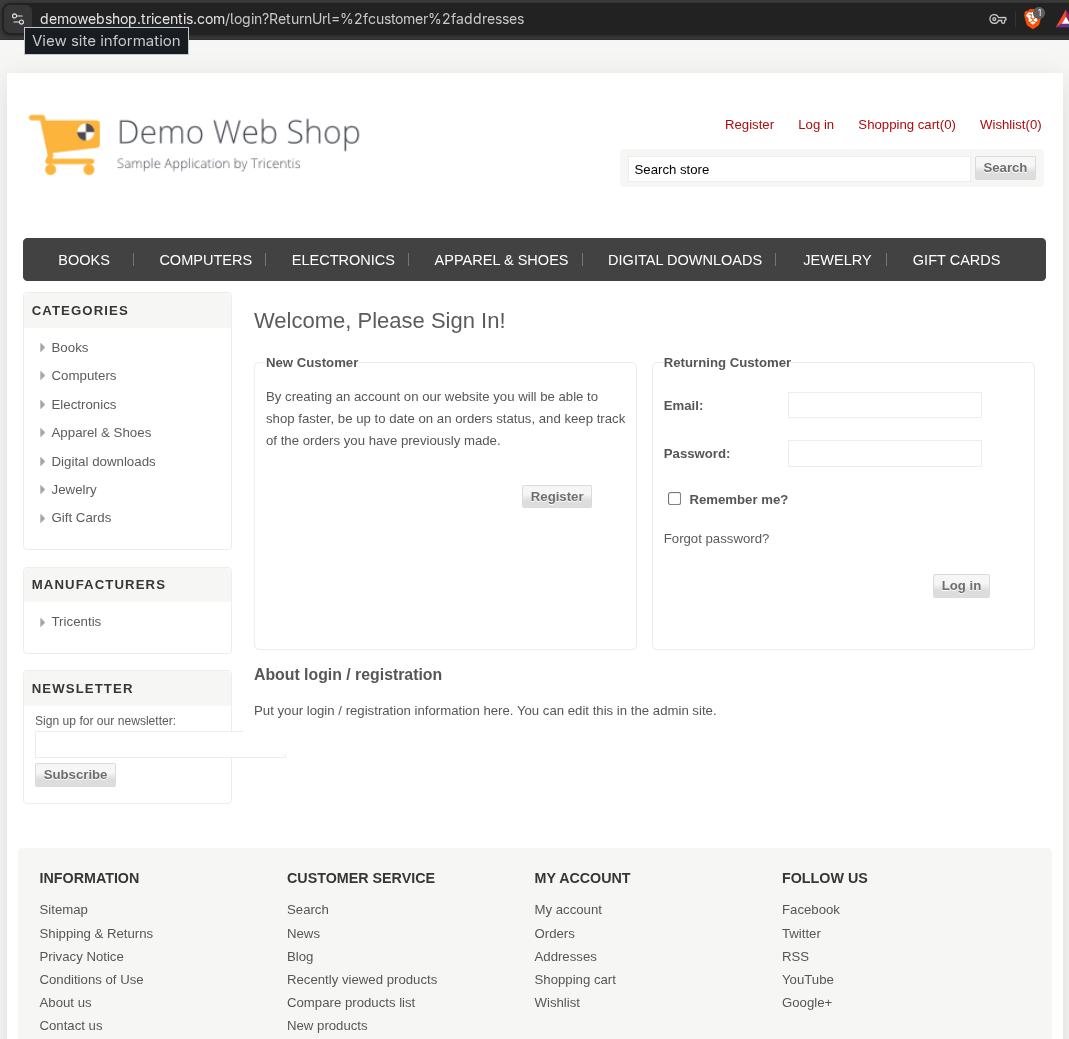 demowebshop.tricentis.com/login?ReturnUrl=%2fcustomer%2faddresses
1
View site information
Demo Web Shop
Sample Application by Tricentis
Register Log in Shopping cart(0) Wishlist(0)
Search store Search
BOOKS COMPUTERS ELECTRONICS APPAREL & SHOES DIGITAL DOWNLOADS JEWELRY GIFT CARDS
CATEGORIES
Books
Computers
Electronics
Apparel & Shoes
Digital downloads
Jewelry
Gift Cards
MANUFACTURERS
Tricentis
NEWSLETTER
Sign up for our newsletter:
Subscribe
Welcome, Please Sign In!
New Customer
By creating an account on our website you will be able to
shop faster, be up to date on an orders status, and keep track
of the orders you have previously made.
Register
Returning Customer
Email:
Password:
Remember me?
Forgot password?
Log in
About login / registration
Put your login / registration information here. You can edit this in the admin site.
INFORMATION
Sitemap
Shipping & Returns
Privacy Notice
Conditions of Use
About us
Contact us
CUSTOMER SERVICE
Search
News
Blog
Recently viewed products
Compare products list
New products
MY ACCOUNT
My account
Orders
Addresses
Shopping cart
Wishlist
FOLLOW US
Facebook
Twitter
RSS
YouTube
Google+